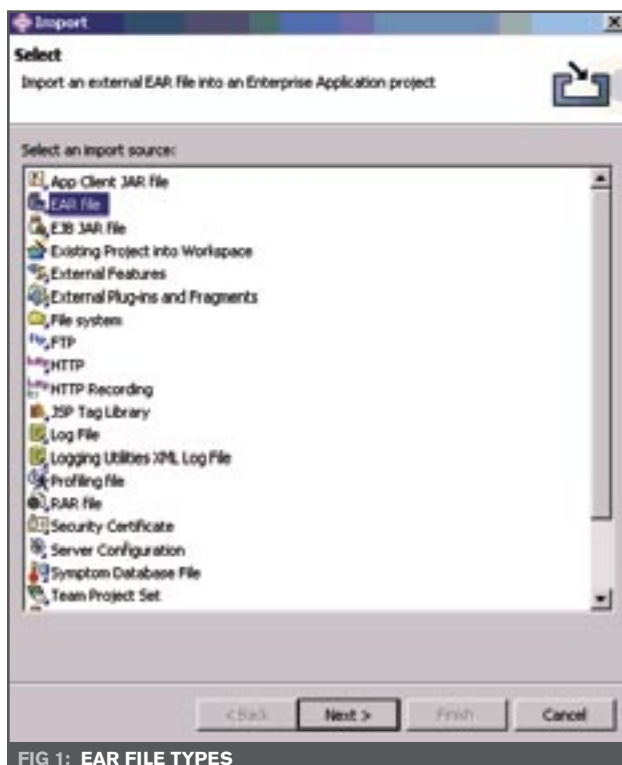 Import
Select
Import an external EAR file into an Enterprise Application project
Select an import source:
App Client JAR file
EAR file
EJB JAR file
Existing Project into Workspace
External Features
External Plug-ins and Fragments
File system
FTP
HTTP
HTTP Recording
JSP Tag Library
Log File
Logging Utilities XML Log File
Profiling file
RAR file
Security Certificate
Server Configuration
Symptom Database File
Team Project Set
< Back
Next >
Finish
Cancel
FIG 1: EAR FILE TYPES